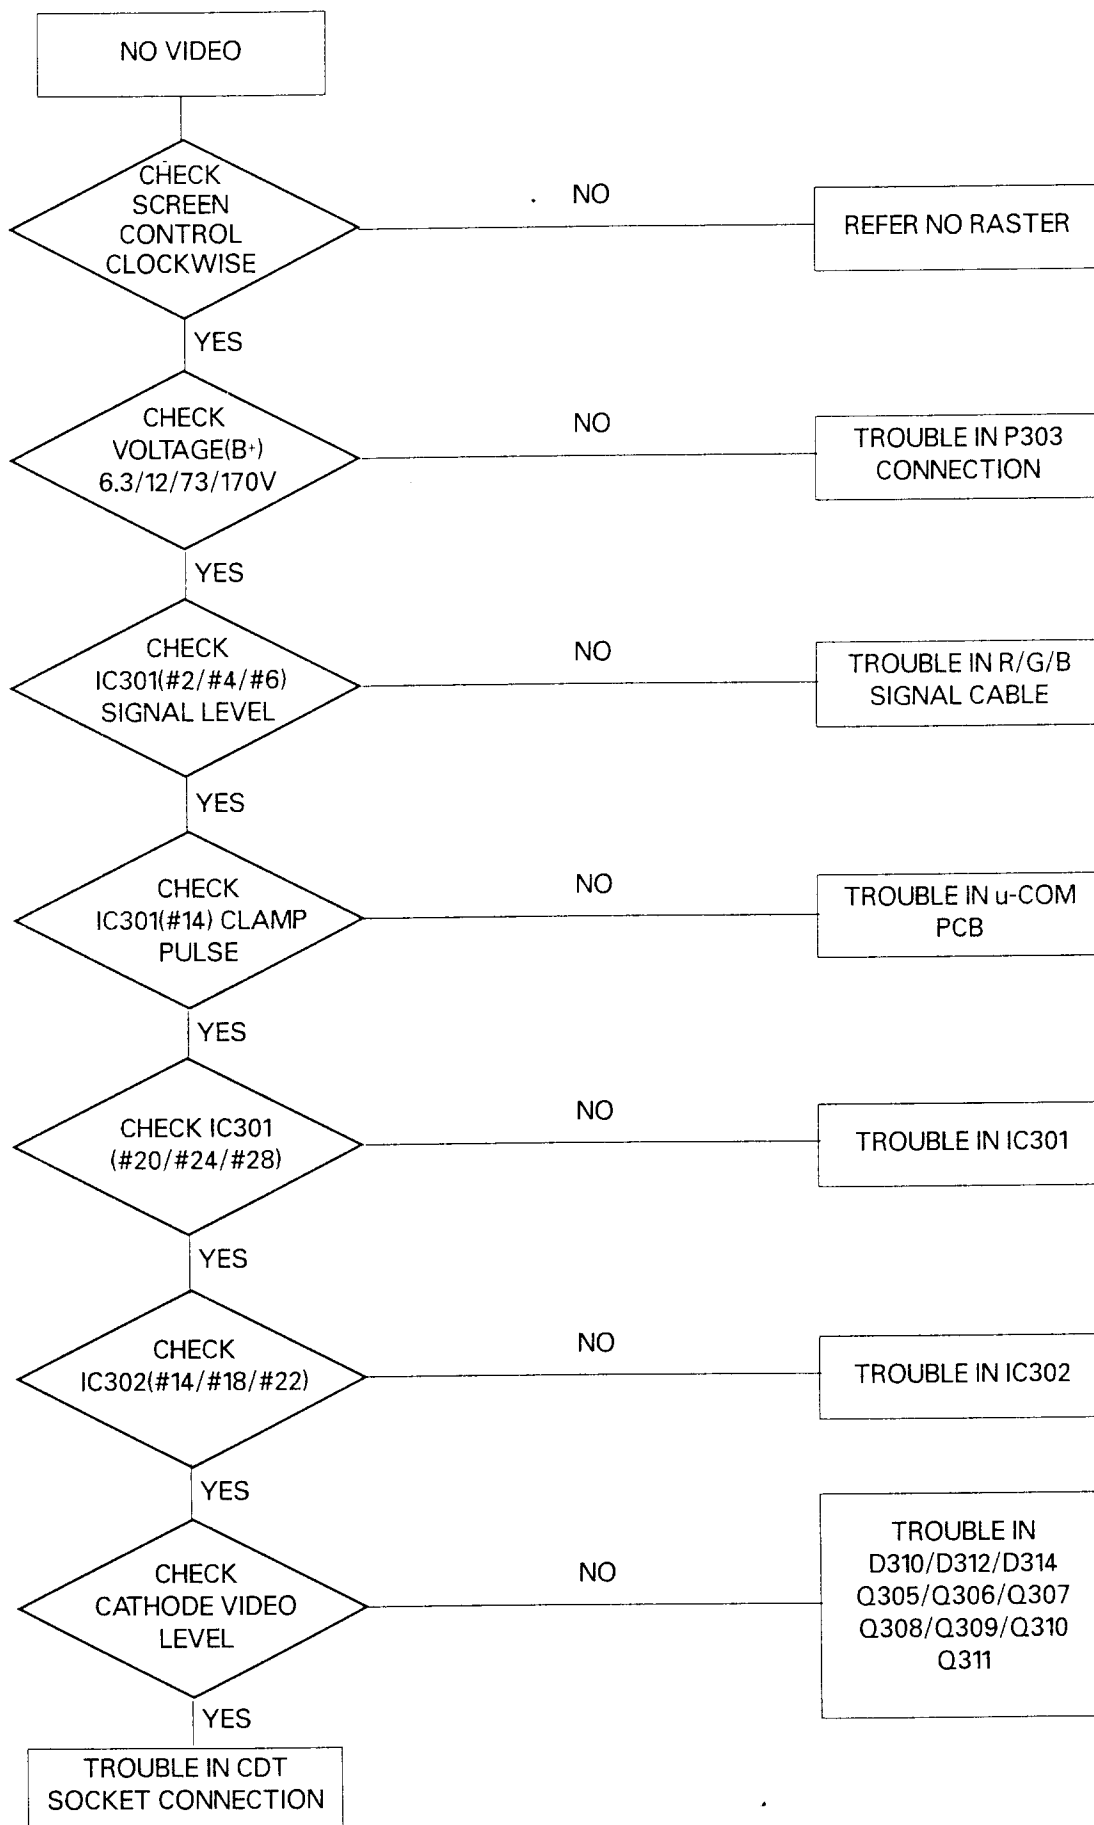 NO VIDEO
CHECK
SCREEN
CONTROL
CLOCKWISE
NO
REFER NO RASTER
YES
CHECK
VOLTAGE(B+)
6.3/12/73/170V
NO
TROUBLE IN P303
CONNECTION
YES
CHECK
IC301(#2/#4/#6)
SIGNAL LEVEL
NO
TROUBLE IN R/G/B
SIGNAL CABLE
YES
CHECK
IC301(#14) CLAMP
PULSE
NO
TROUBLE IN u-COM
PCB
YES
CHECK IC301
(#20/#24/#28)
NO
TROUBLE IN IC301
YES
CHECK
IC302(#14/#18/#22)
NO
TROUBLE IN IC302
YES
CHECK
CATHODE VIDEO
LEVEL
NO
TROUBLE IN
D310/D312/D314
Q305/Q306/Q307
Q308/Q309/Q310
Q311
YES
TROUBLE IN CDT
SOCKET CONNECTION